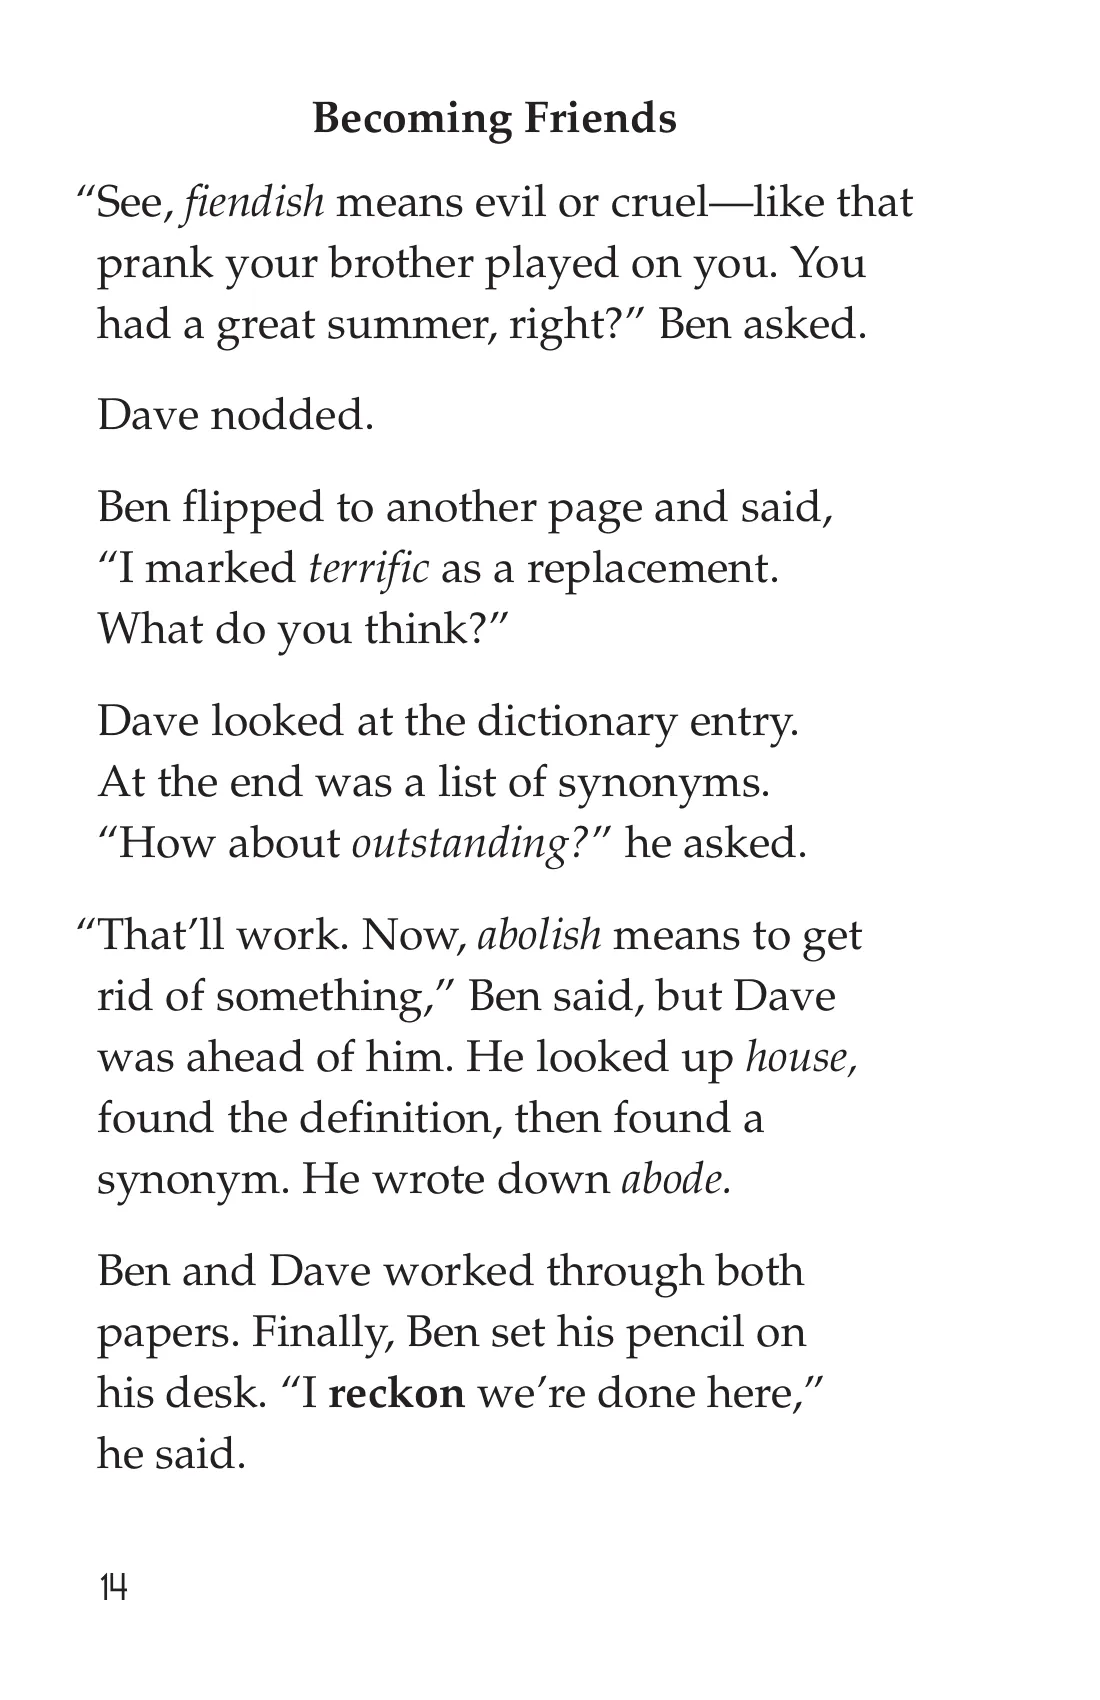 Becoming Friends
“See, fiendish means evil or cruel—like that
prank your brother played on you. You
had a great summer, right?” Ben asked.
Dave nodded.
Ben flipped to another page and said,
“I marked terrific as a replacement.
What do you think?”
Dave looked at the dictionary entry.
At the end was a list of synonyms.
“How about outstanding?” he asked.
“That’ll work. Now, abolish means to get
rid of something,” Ben said, but Dave
was ahead of him. He looked up house,
found the definition, then found a
synonym. He wrote down abode.
Ben and Dave worked through both
papers. Finally, Ben set his pencil on
his desk. “I reckon we’re done here,”
he said.
14